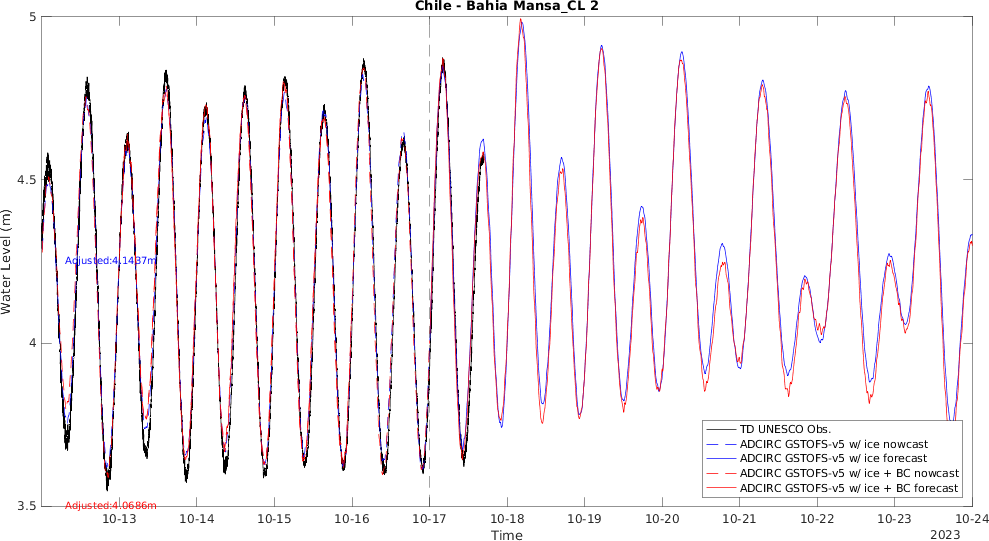 Chile - Bahia Mansa_CL 2
5
4.5
4
3.5
Water Level (m)
Adjusted:4.1437m
Adjusted:4.0686m
TD UNESCO Obs.
ADCIRC GSTOFS-v5 w/ ice nowcast
ADCIRC GSTOFS-v5 w/ ice forecast
ADCIRC GSTOFS-v5 w/ ice + BC nowcast
ADCIRC GSTOFS-v5 w/ ice + BC forecast
10-13 10-14 10-15 10-16 10-17 10-18 10-19 10-20 10-21 10-22 10-23 10-24
Time
2023